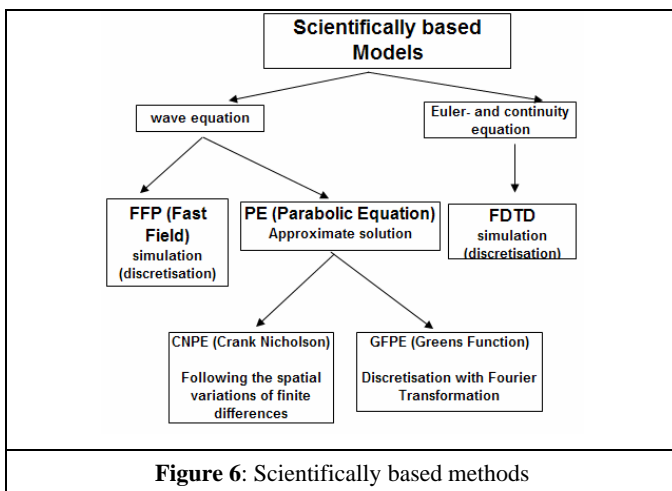 Scientifically based
Models
wave equation
Euler- and continuity
equation
FFP (Fast
Field)
simulation
(discretisation)
PE (Parabolic Equation)
Approximate solution
FDTD
simulation
(discretisation)
CNPE (Crank Nicholson)
Following the spatial
variations of finite
differences
GFPE (Greens Function)
Discretisation with Fourier
Transformation
Figure 6: Scientifically based methods